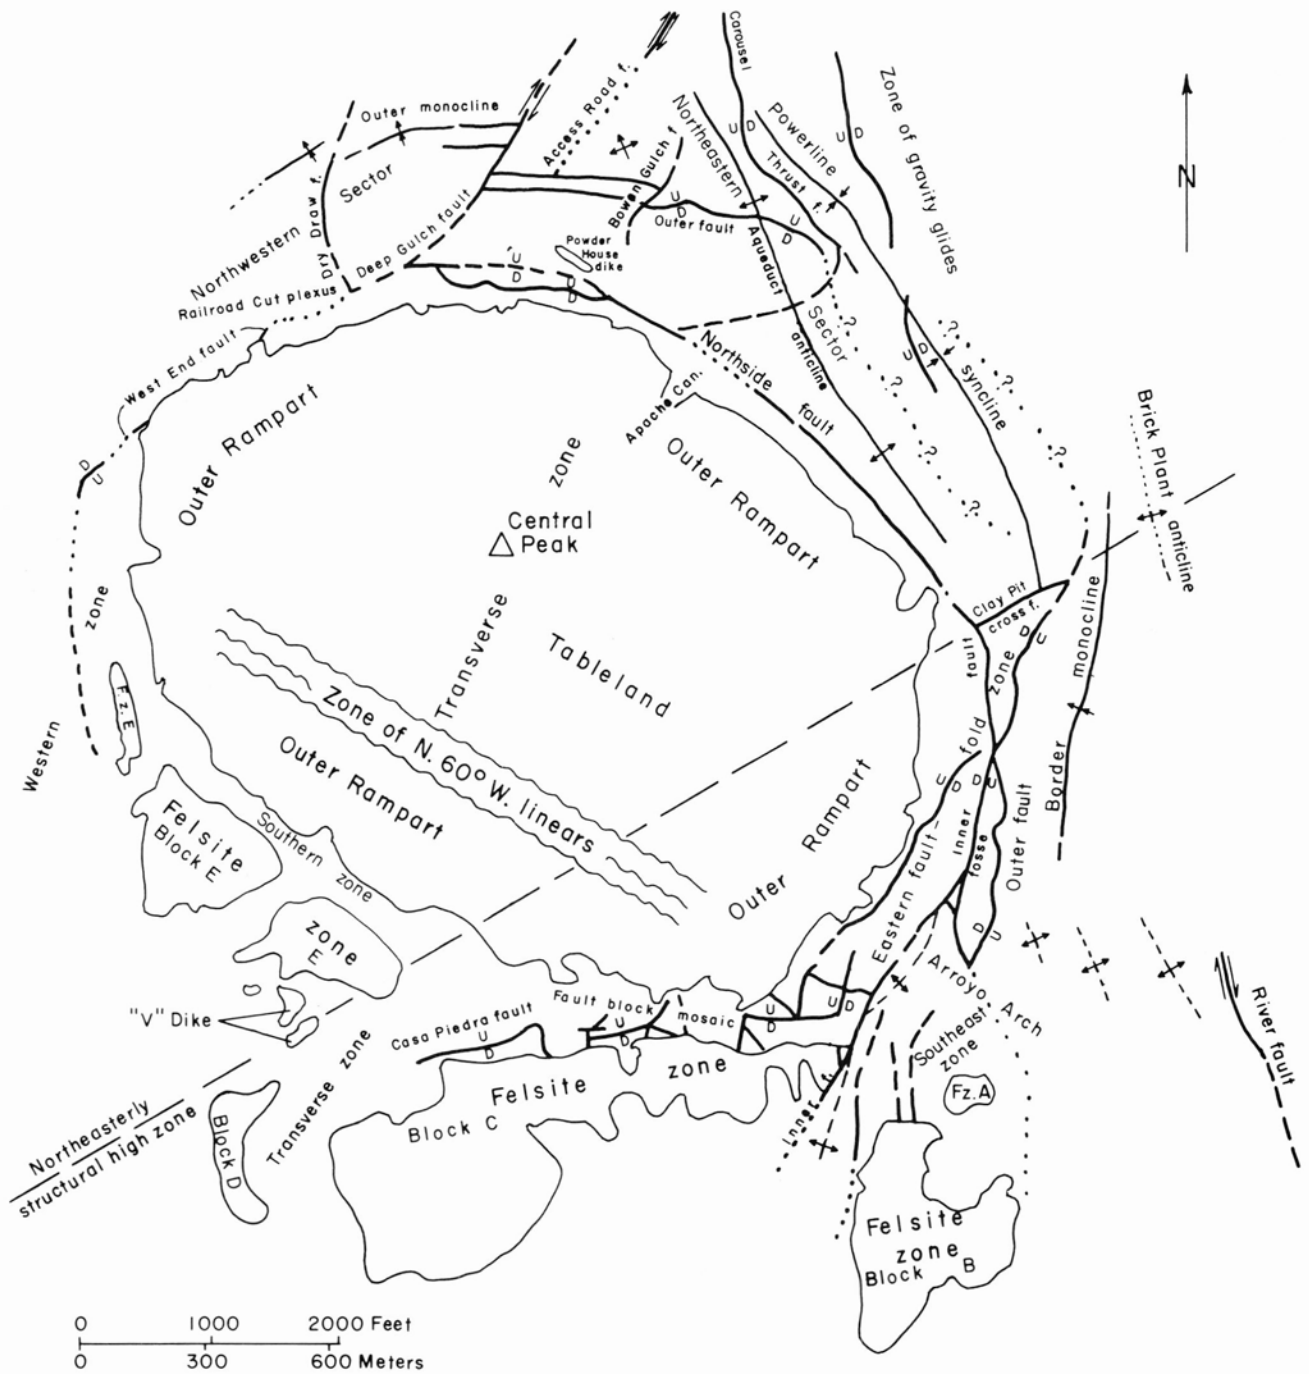 Carousel
Thrust f.
Zone of gravity glides
Powerline
syncline
Northeastern
Sector
Access Road f.
Outer monocline
Northwestern
Sector
Dry Draw f.
Deep Gulch fault
Bowen Gulch f
U
D
U
D
U
D
Outer fault
U
D
Powder
House
dike
Aqueduct
anticline
N
Railroad Cut plexus
U
D
U
D
West End fault
Northside
fault
Apache Can.
U
D
?
?
?
?
?
?
?
Brick Plant
anticline
Outer Rampart
D
U
Outer Rampart
Central
Peak
Transverse
zone
Tableland
Clay Pit
cross f.
D U
Western
zone
F. z. E
Zone of N. 60° W. linears
Outer Rampart
Outer Rampart
Eastern fault - fold zone
fault
U D
D U
Inner
fosse
Outer fault
D
U
Border
monocline
Felsite
Block E
Southern
zone
zone
E
"V" Dike
Casa Piedra fault
U
D
Fault block
mosaic
U
D
U
D
U D
Arroyo
Arch
Southeast
zone
Fz. A
River fault
Felsite zone
Block C
Inner f.
Transverse zone
Block D
Northeasterly
structural high zone
Felsite
zone
Block B
0 1000 2000 Feet
0 300 600 Meters